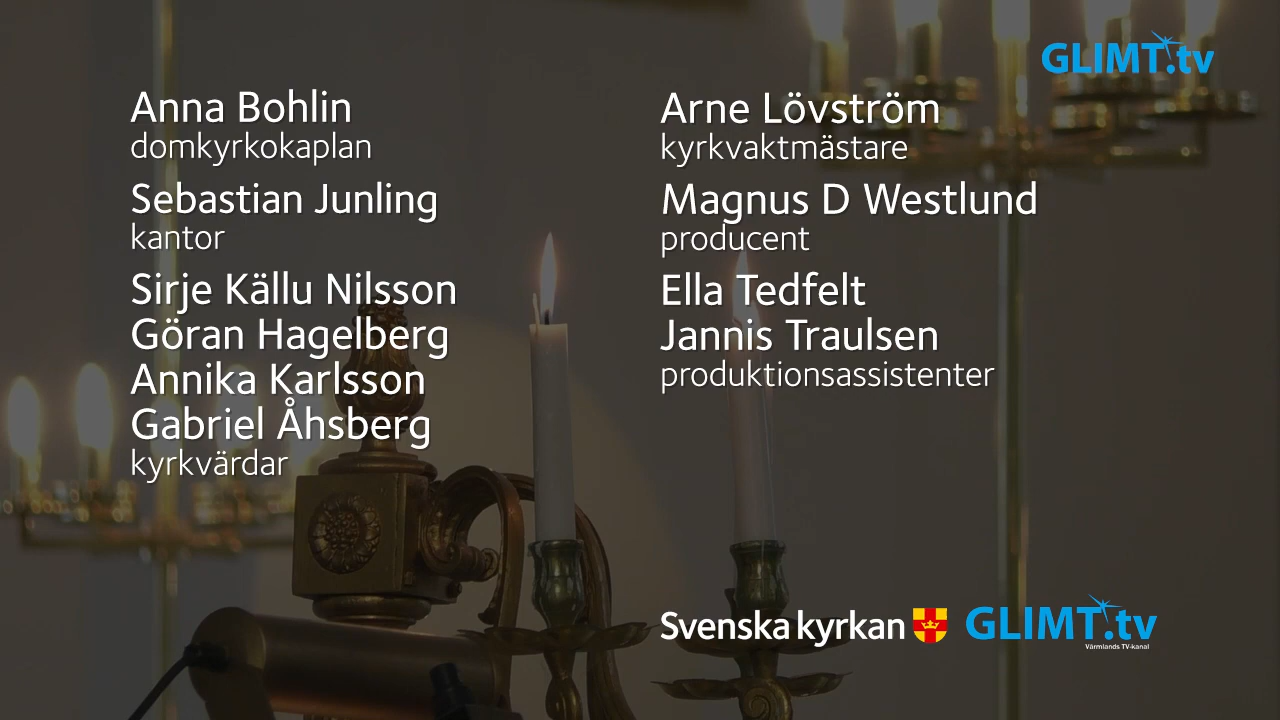 GLIMT.tv
Anna Bohlin
domkyrkokaplan
Sebastian Junling
kantor
Sirje Källu Nilsson
Göran Hagelberg
Annika Karlsson
Gabriel Åhsberg
kyrkvärdar
Arne Lövström
kyrkvaktmästare
Magnus D Westlund
producent
Ella Tedfelt
Jannis Traulsen
produktionsassistenter
Svenska kyrkan
GLIMT.tv
Värmlands TV-kanal